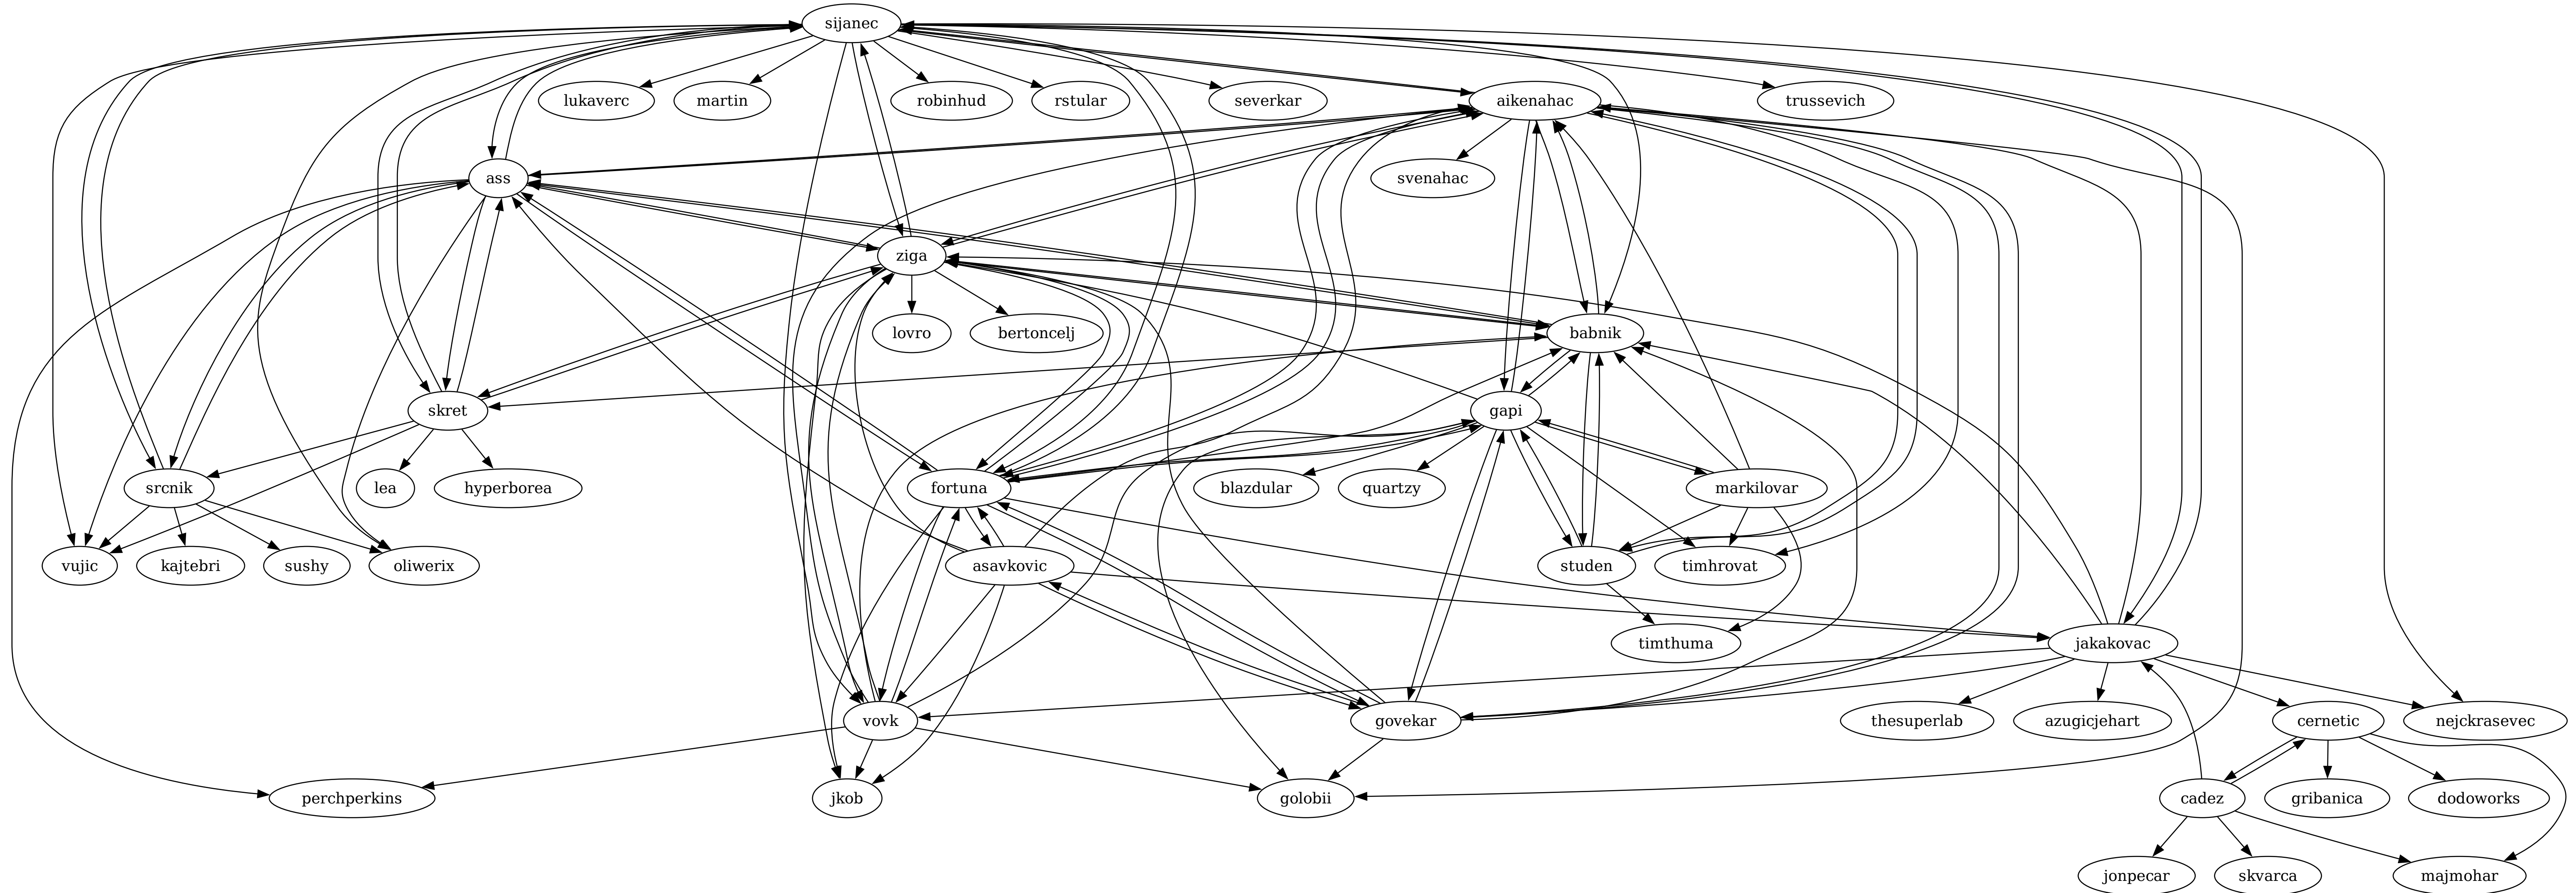 sijanec
lukaverc
martin
robinhud
rstular
severkar
aikenahac
trussevich
ass
svenahac
ziga
lovro
bertoncelj
babnik
skret
gapi
srcnik
lea
hyperborea
fortuna
blazdular
quartzy
markilovar
vujic
kajtebri
sushy
oliwerix
asavkovic
studen
timhrovat
timthuma
jakakovac
vovk
govekar
thesuperlab
azugicjehart
cernetic
nejckrasevec
perchperkins
jkob
golobii
cadez
gribanica
dodoworks
jonpecar
skvarca
majmohar